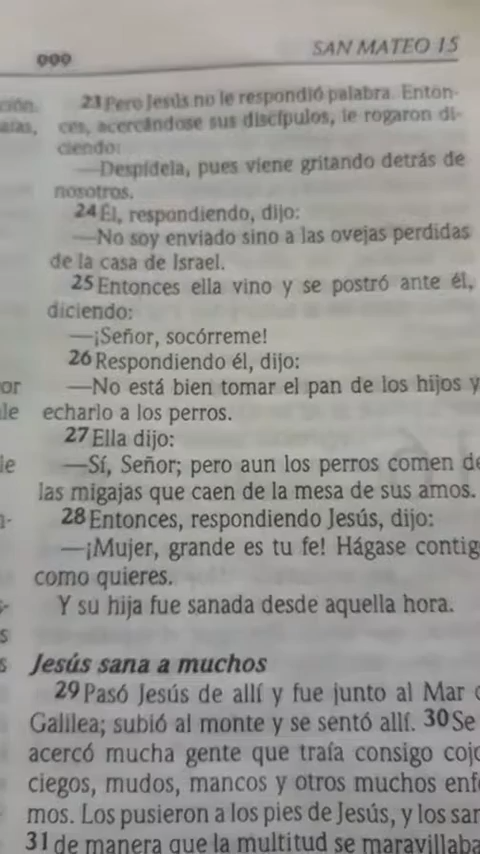 999
SAN MATEO 15
23 Pero Jesús no le respondió palabra. Enton-
ces, acercándose sus discípulos, le rogaron di-
ciendo:
—Despídela, pues viene gritando detrás de
nosotros.
24 Él, respondiendo, dijo:
—No soy enviado sino a las ovejas perdidas
de la casa de Israel.
25 Entonces ella vino y se postró ante él,
diciendo:
—¡Señor, socórreme!
26 Respondiendo él, dijo:
—No está bien tomar el pan de los hijos y
echarlo a los perros.
27 Ella dijo:
—Sí, Señor; pero aun los perros comen de
las migajas que caen de la mesa de sus amos.
28 Entonces, respondiendo Jesús, dijo:
—¡Mujer, grande es tu fe! Hágase contig
como quieres.
Y su hija fue sanada desde aquella hora.
Jesús sana a muchos
29 Pasó Jesús de allí y fue junto al Mar
Galilea; subió al monte y se sentó allí. 30 Se
acercó mucha gente que traía consigo cojo
ciegos, mudos, mancos y otros muchos enfe
mos. Los pusieron a los pies de Jesús, y los san
31 de manera que la multitud se maravillaba